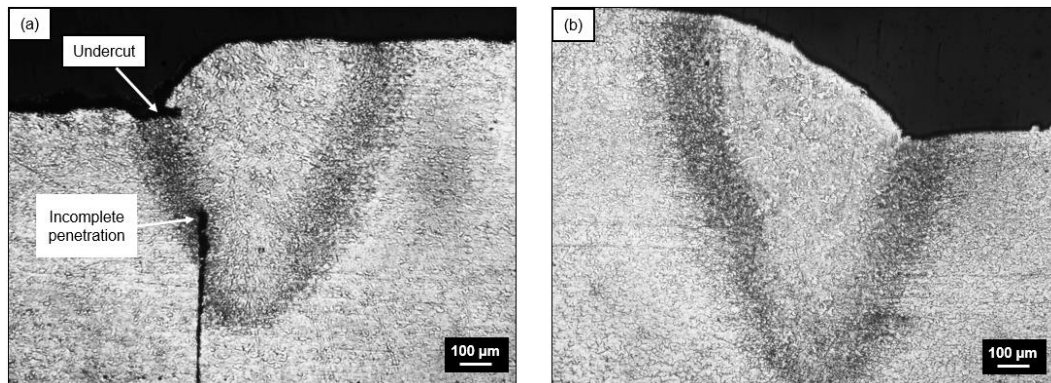 (a)
Undercut
Incomplete
penetration
100 µm
(b)
100 µm